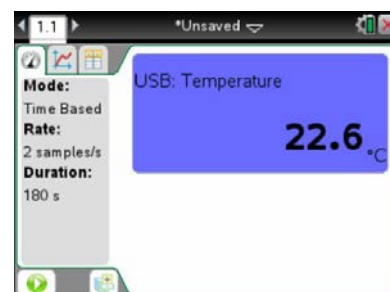 1.1
*Unsaved
Mode:
Time Based
Rate:
2 samples/s
Duration:
180 s
USB: Temperature
22.6 °C